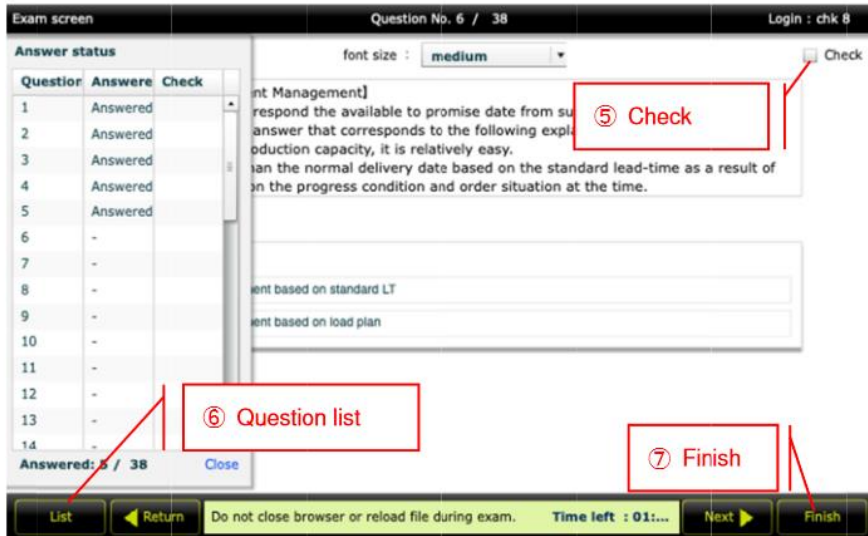 Exam screen
Question No. 6 / 38
Login : chk 8
Answer status
font size :
medium
Check
Question Answere Check
1 Answered
2 Answered
3 Answered
4 Answered
5 Answered
6 -
7 -
8 -
9 -
10 -
11 -
12 -
13 -
14 -
Answered: 5 / 38
Close
nt Management】
respond the available to promise date from su
answer that corresponds to the following expla
oduction capacity, it is relatively easy.
han the normal delivery date based on the standard lead-time as a result of
on the progress condition and order situation at the time.
ent based on standard LT
ent based on load plan
⑤ Check
⑥ Question list
⑦ Finish
List
Return
Do not close browser or reload file during exam.
Time left : 01:...
Next
Finish